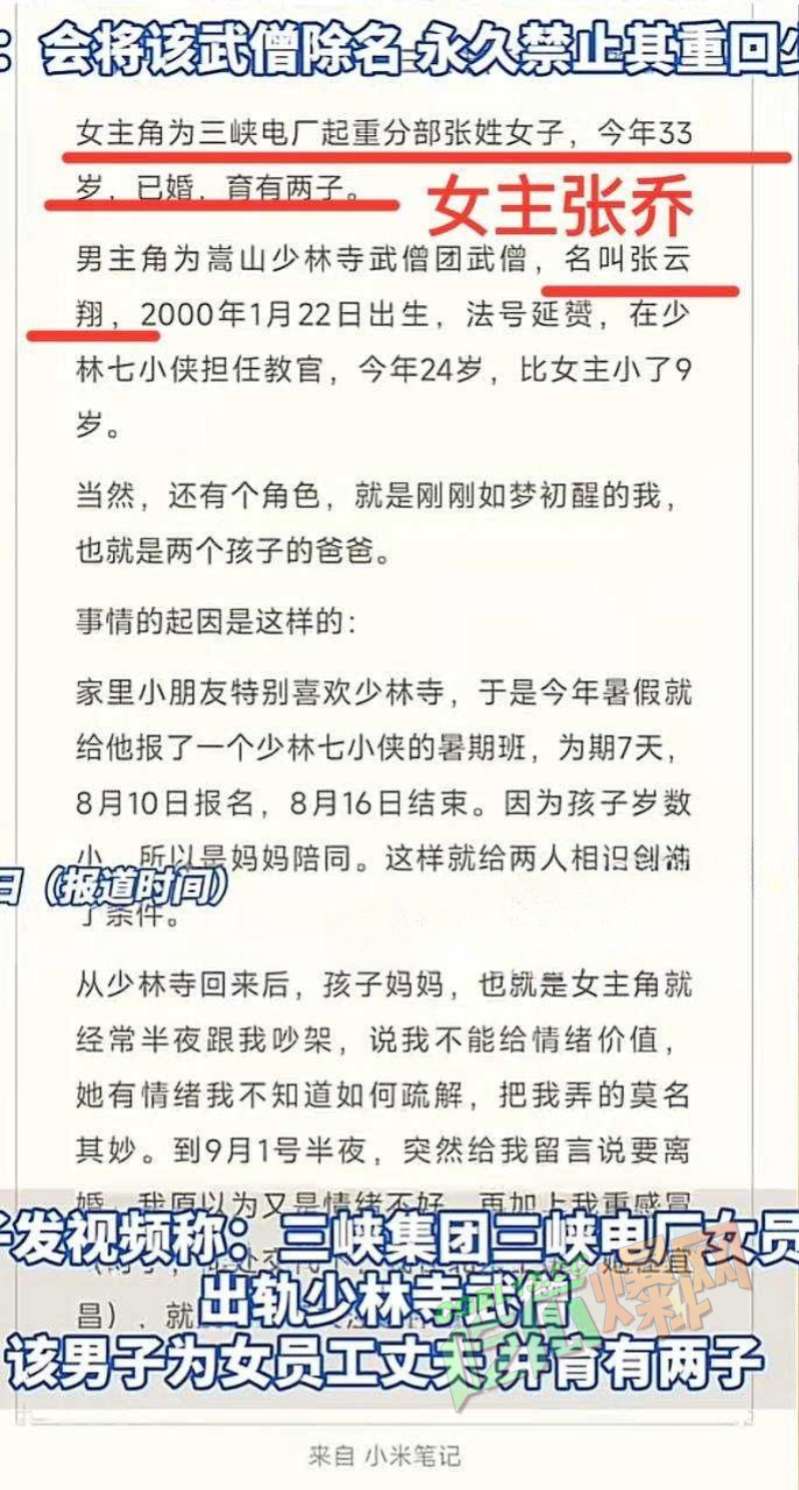 ：会将该武僧除名 永久禁止其重回少
女主角为三峡电厂起重分部张姓女子，今年33
岁，已婚，育有两子。
女主张乔
男主角为嵩山少林寺武僧团武僧，名叫张云
翔，2000年1月22日出生，法号延赟，在少
林七小侠担任教官，今年24岁，比女主小了9
岁。
当然，还有个角色，就是刚刚如梦初醒的我，
也就是两个孩子的爸爸。
事情的起因是这样的：
家里小朋友特别喜欢少林寺，于是今年暑假就
给他报了一个少林七小侠的暑期班，为期7天，
8月10日报名，8月16日结束。因为孩子岁数
小，所以是妈妈陪同。这样就给两人相识创造
日（报道时间）
了条件。
从少林寺回来后，孩子妈妈，也就是女主角就
经常半夜跟我吵架，说我不能给情绪价值，
她有情绪我不知道如何疏解，把我弄的莫名
其妙。到9月1号半夜，突然给我留言说要离
婚，我原以为又是情绪不好，再加上我重感冒
子发视频称：三峡集团三峡电厂女员
宜
出轨少林寺武僧
昌），就
该男子为女员工丈夫 并育有两子
来自 小米笔记